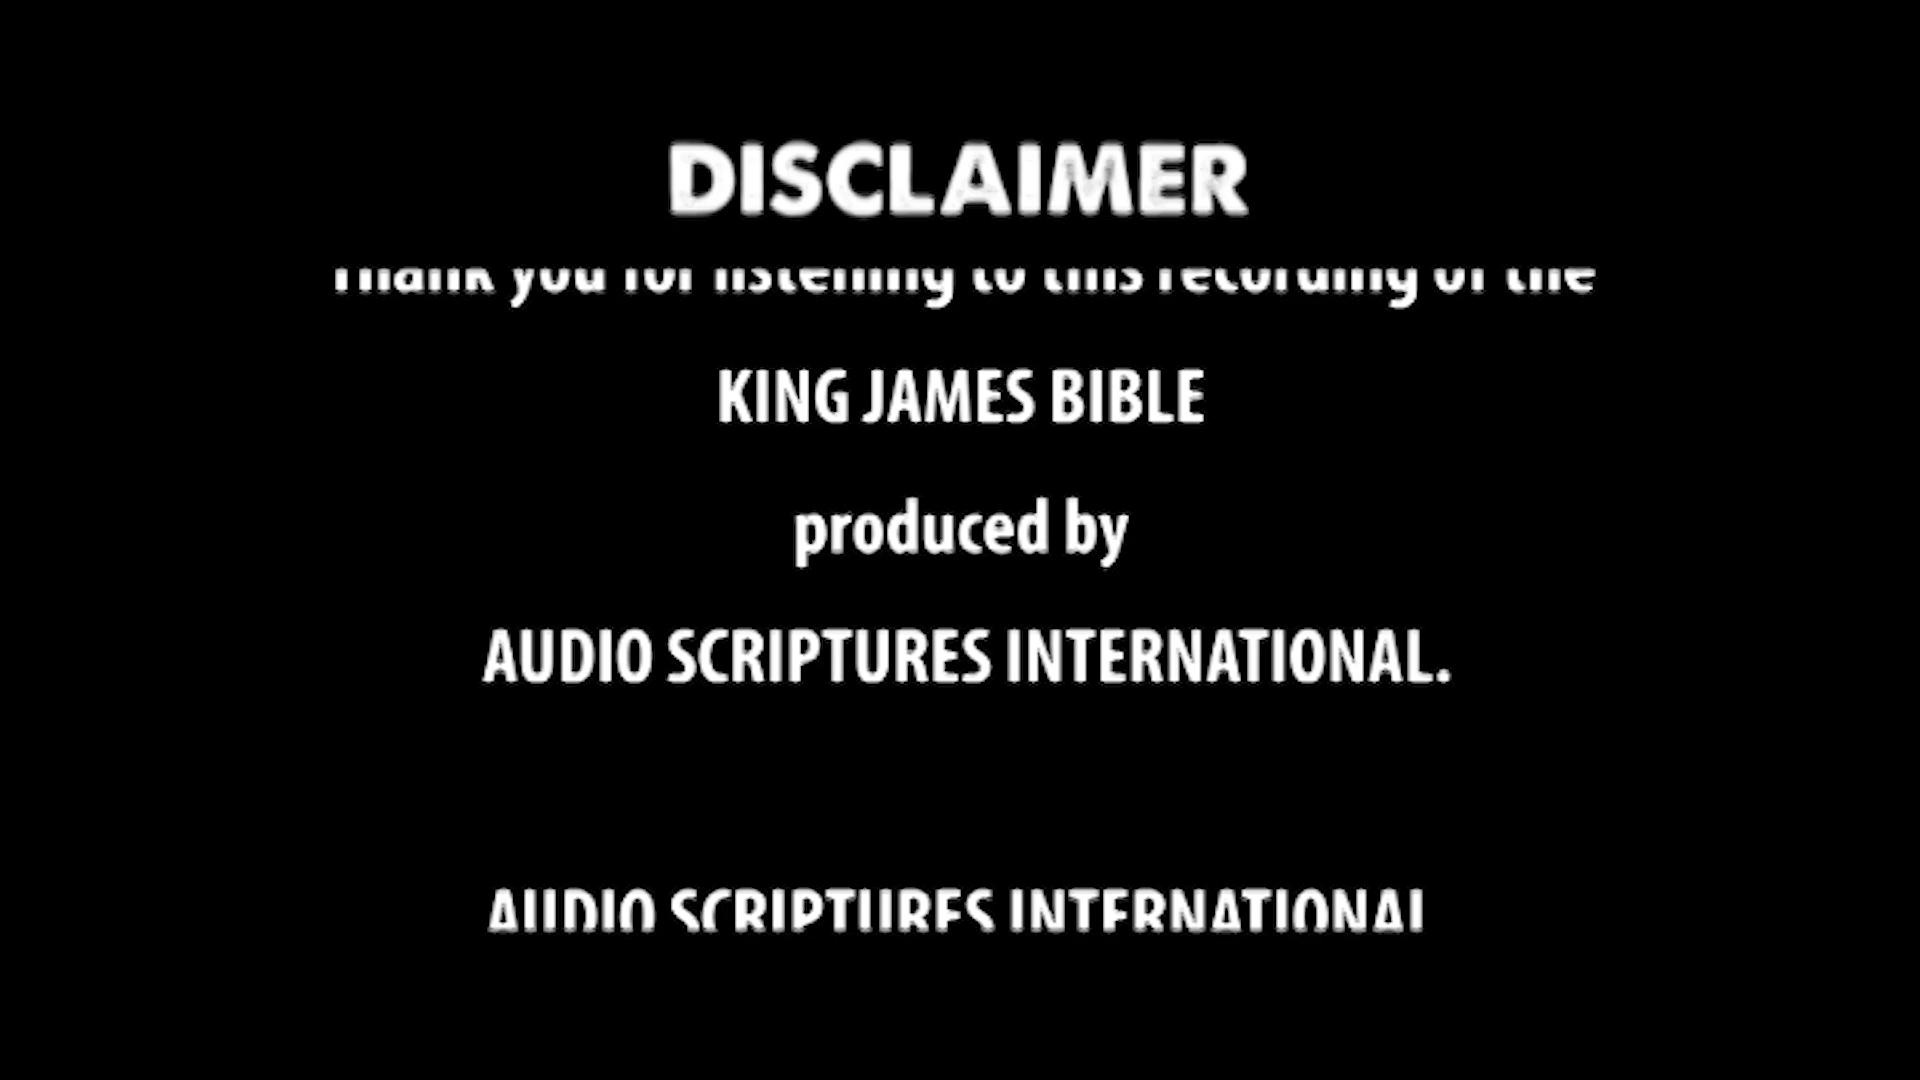 DISCLAIMER
Thank you for listening to this recording of the
KING JAMES BIBLE
produced by
AUDIO SCRIPTURES INTERNATIONAL.
AUDIO SCRIPTURES INTERNATIONAL